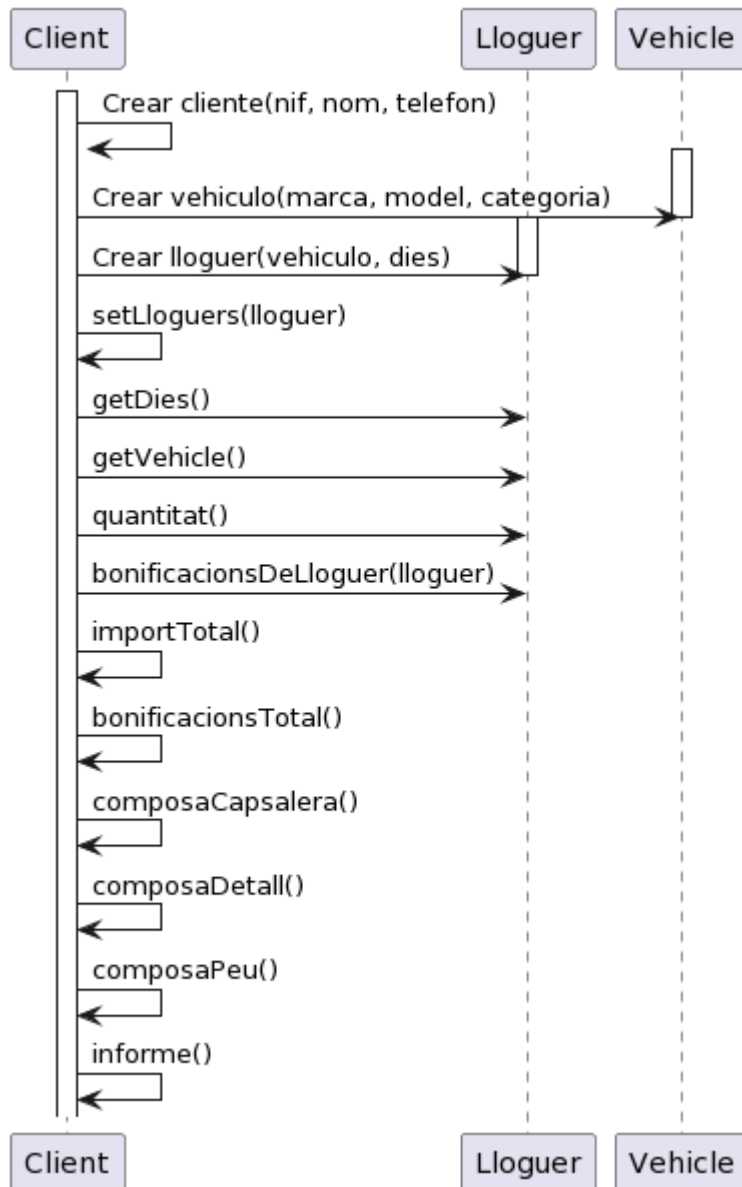 Client Lloguer Vehicle
Crear cliente(nif, nom, telefon)
Crear vehiculo(marca, model, categoria)
Crear lloguer(vehiculo, dies)
setLloguers(lloguer)
getDies()
getVehicle()
quantitat()
bonificacionsDeLloguer(lloguer)
importTotal()
bonificacionsTotal()
composaCapsalera()
composaDetall()
composaPeu()
informe()
Client Lloguer Vehicle